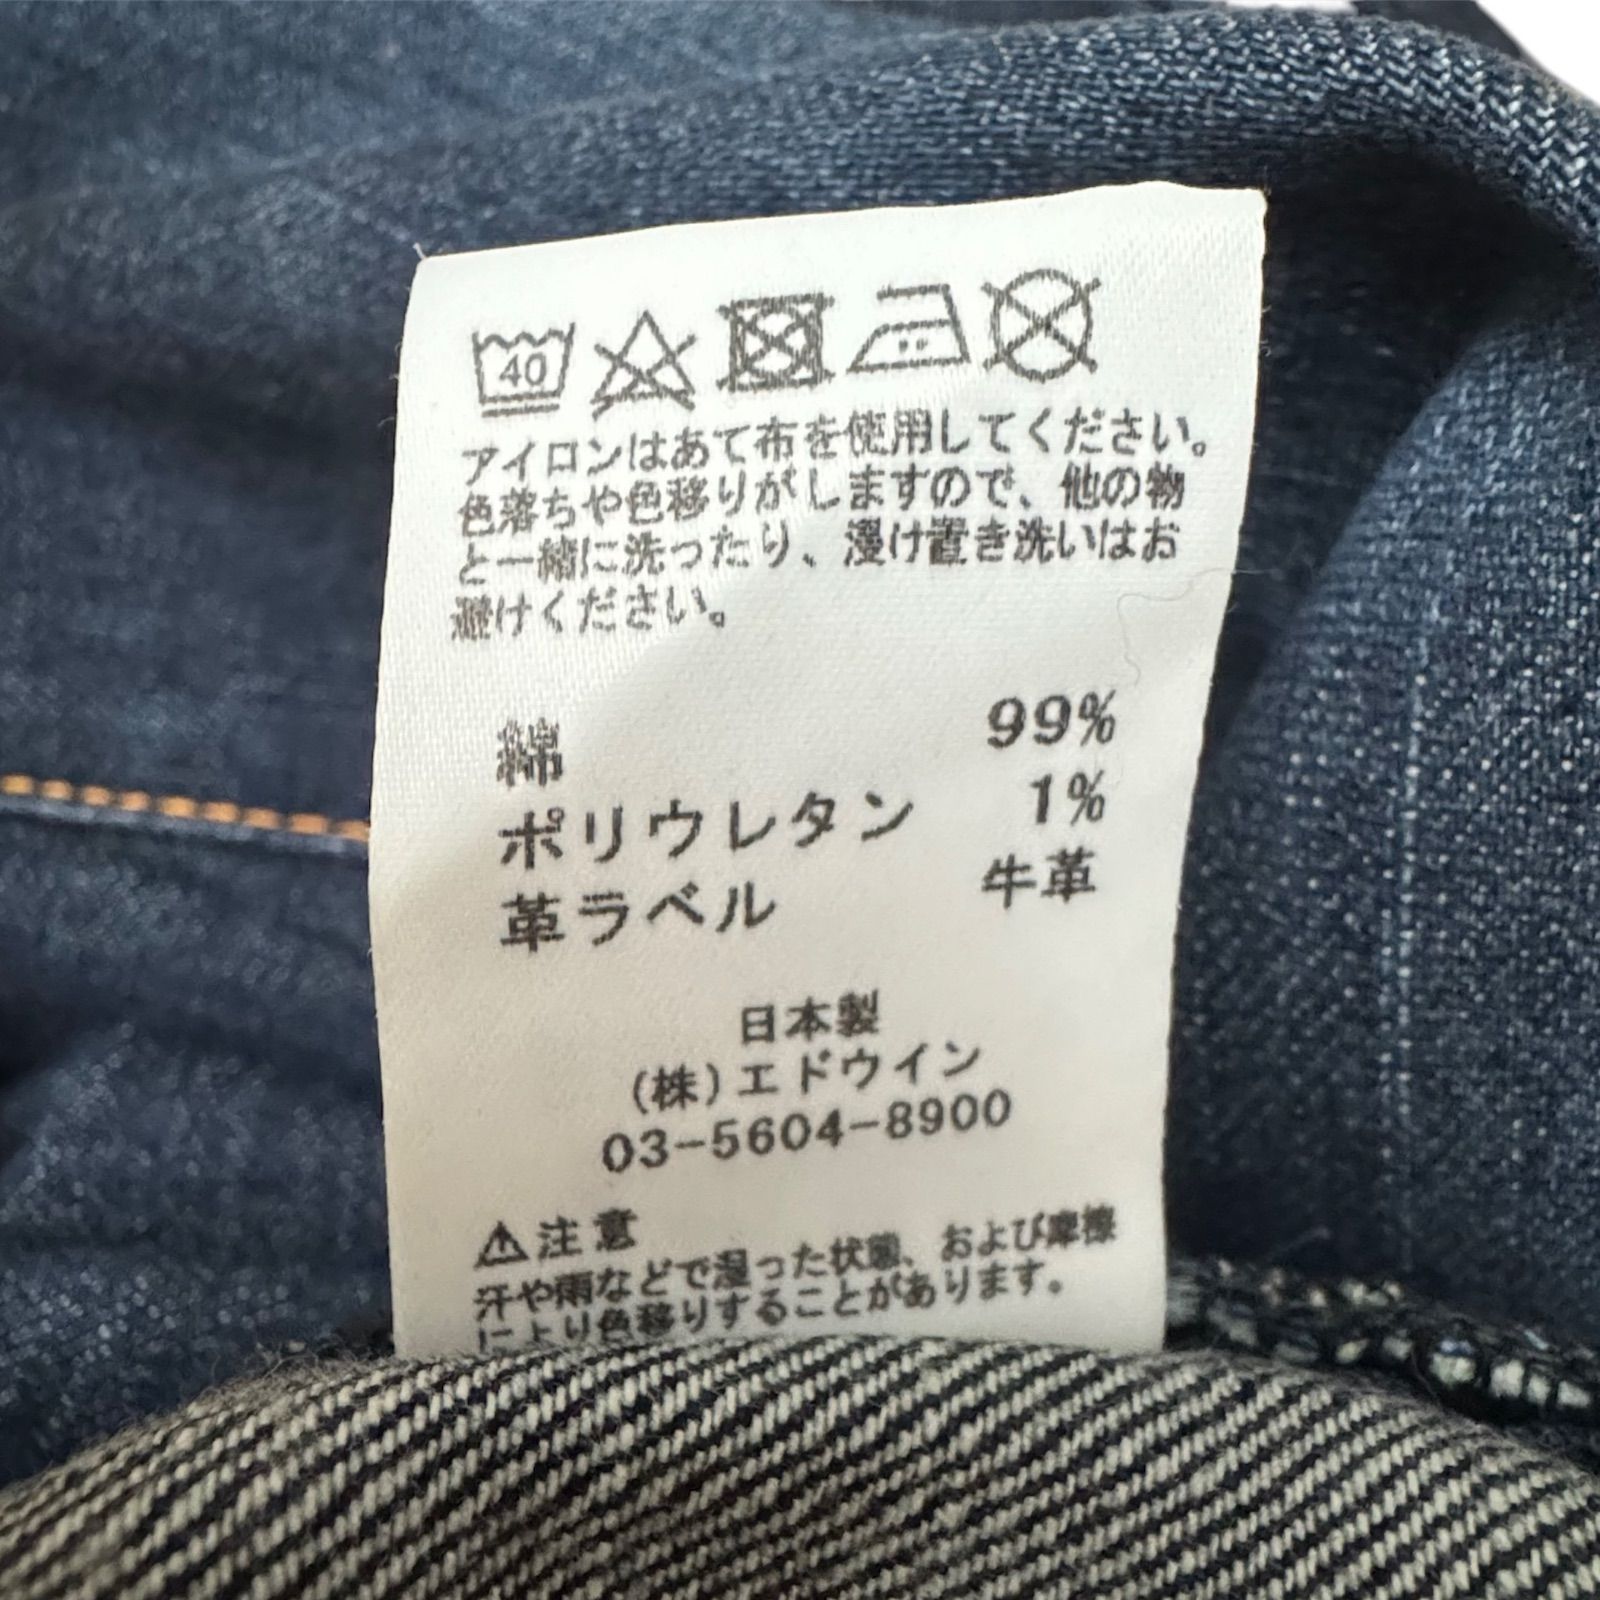 40
アイロンはあて布を使用してください。
色落ちや色移りがしますので、他の物
と一緒に洗ったり、浸け置き洗いはお
避けください。
綿 99%
ポリウレタン 1%
革ラベル 牛革
日本製
(株)エドウイン
03-5604-8900
⚠注意
汗や雨などで湿った状態、および摩擦
により色移りすることがあります。